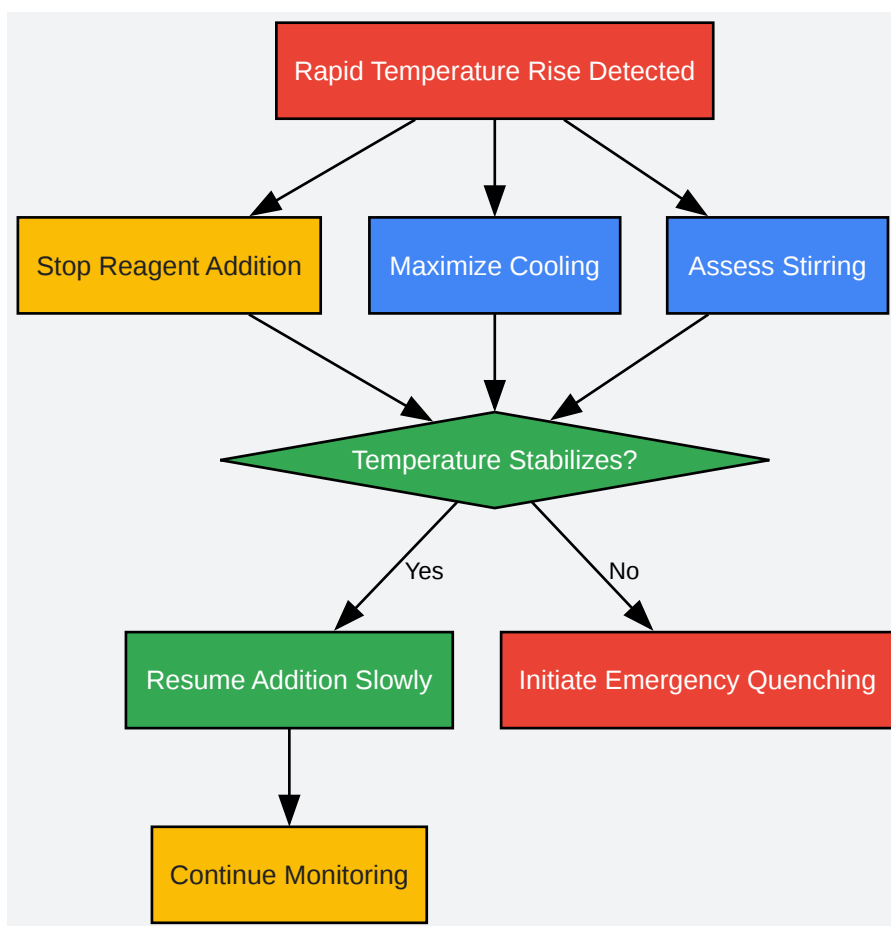 Rapid Temperature Rise Detected
Stop Reagent Addition
Maximize Cooling
Assess Stirring
Temperature Stabilizes?
Yes
No
Resume Addition Slowly
Initiate Emergency Quenching
Continue Monitoring